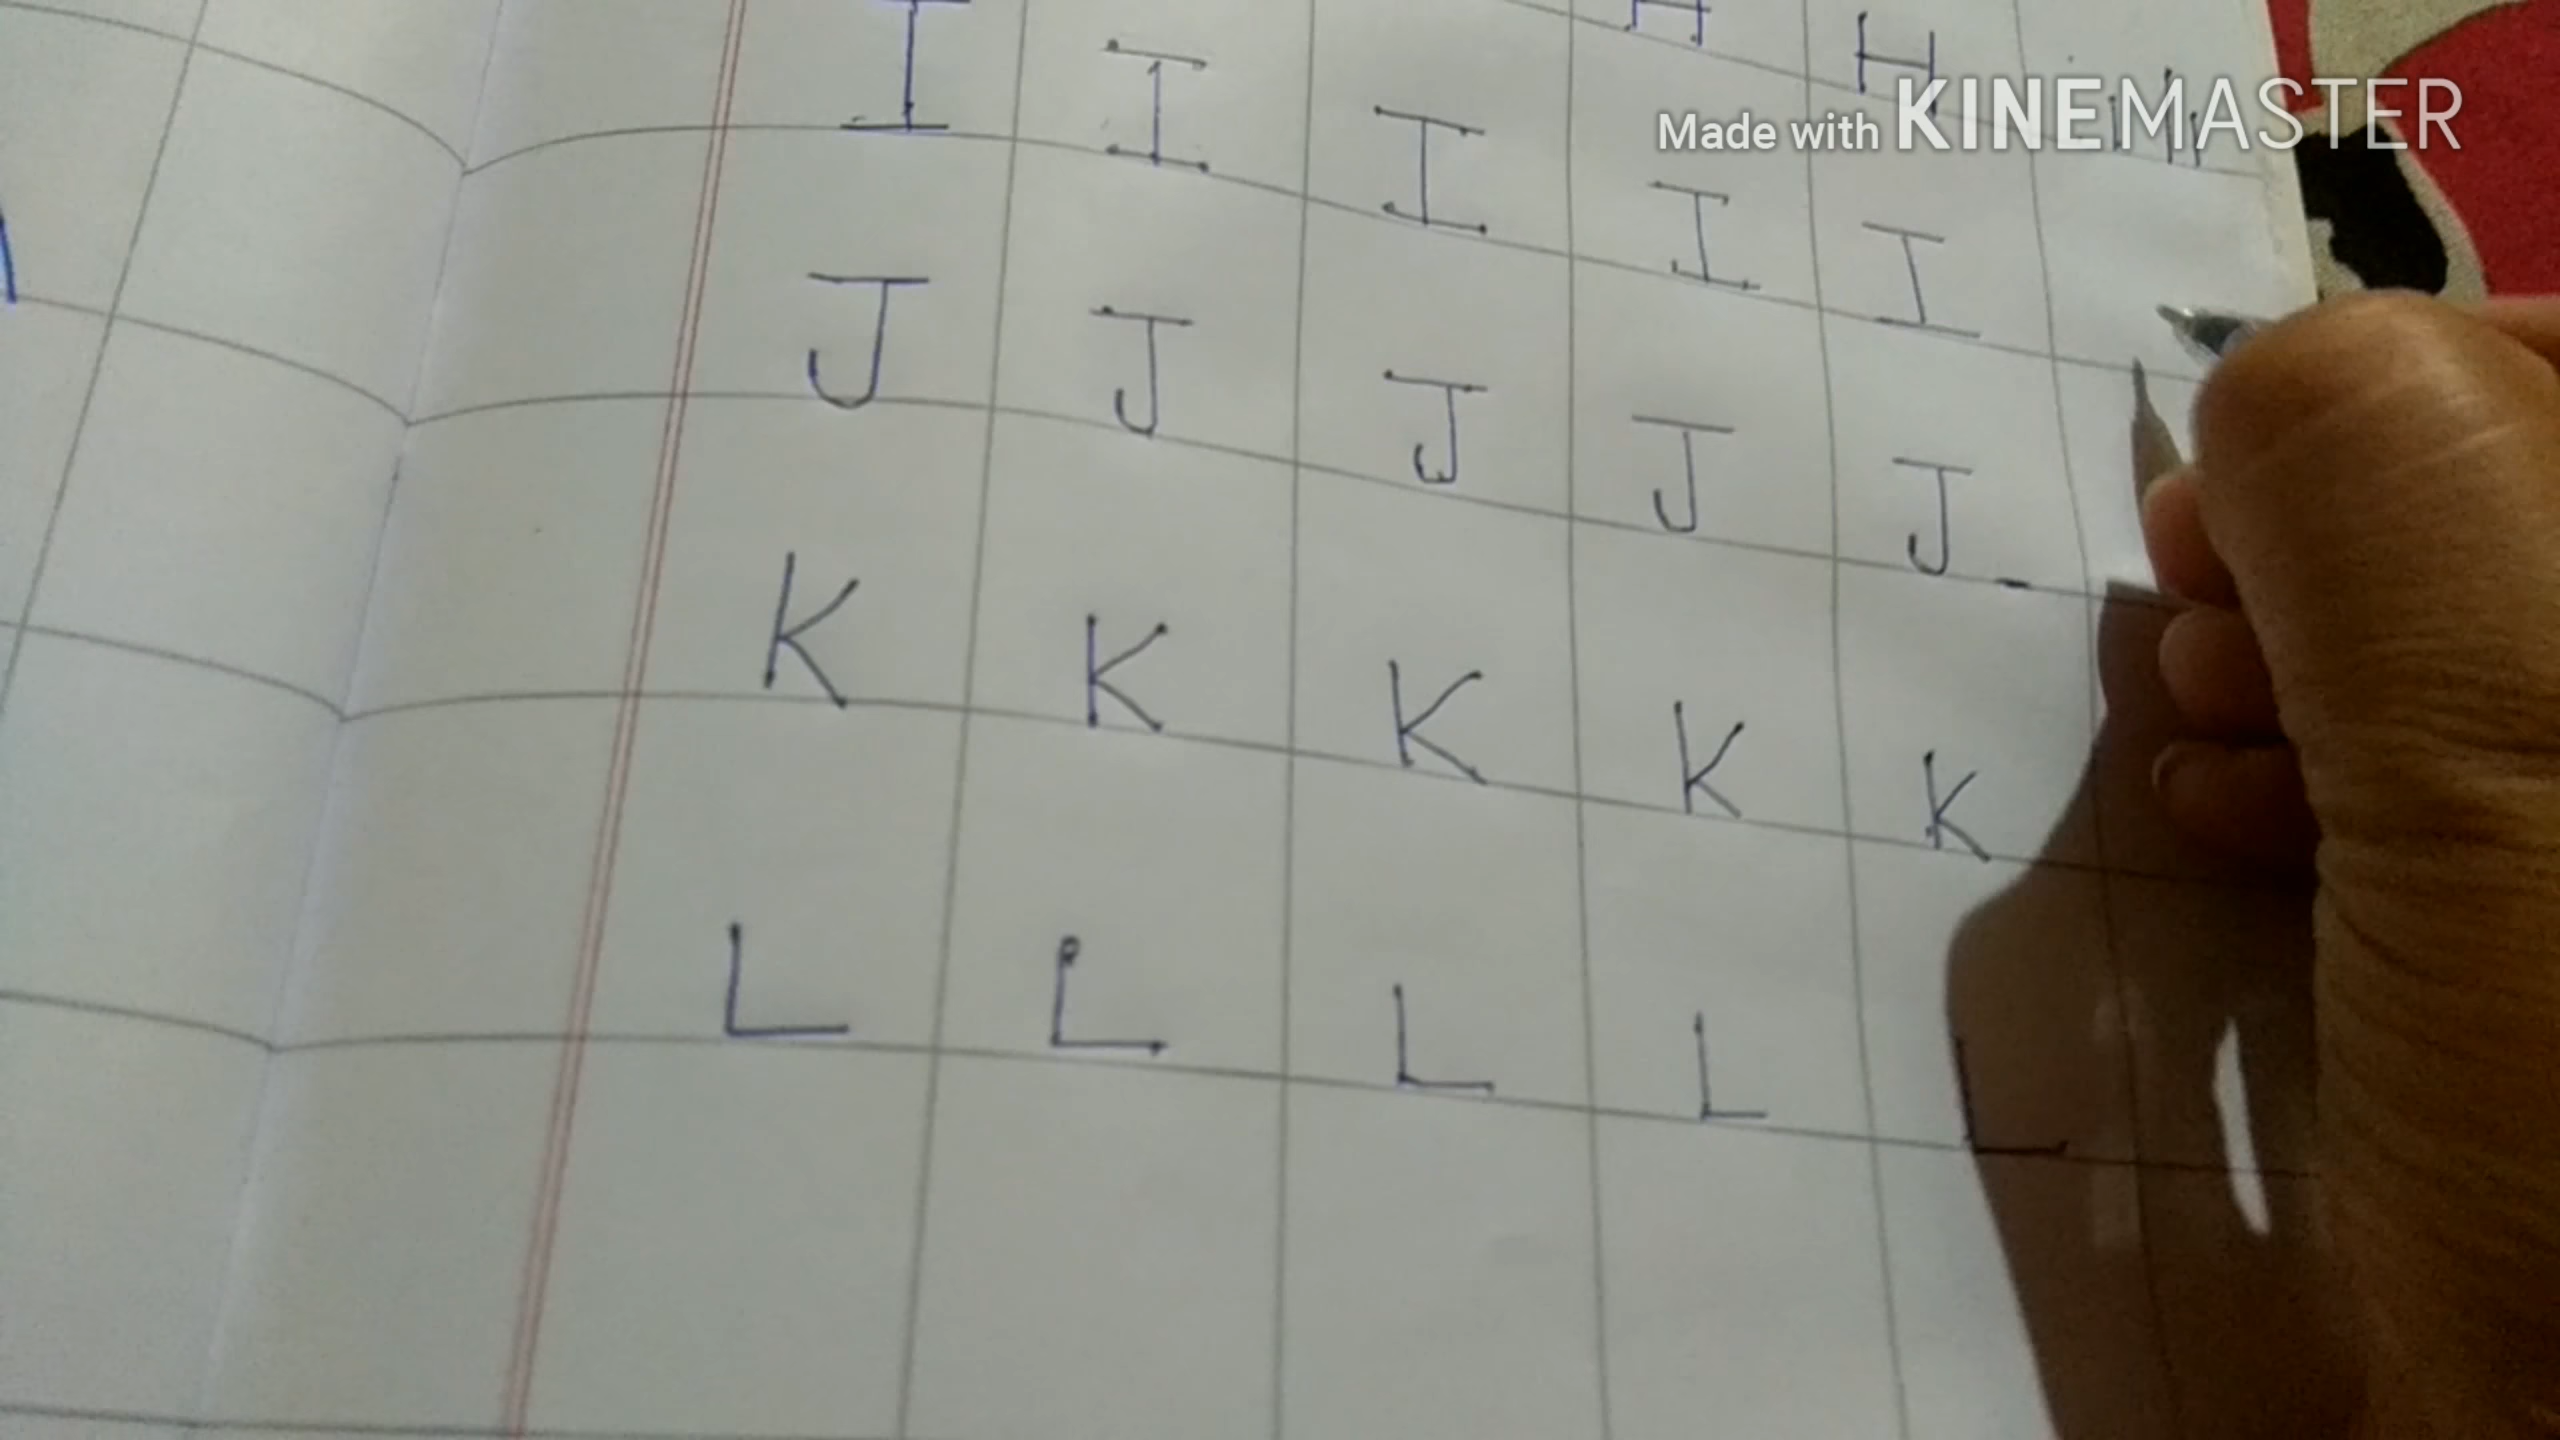 H H
Made with KINEMASTER
I I I I I
J J J J J
K K K K K
L L L L L